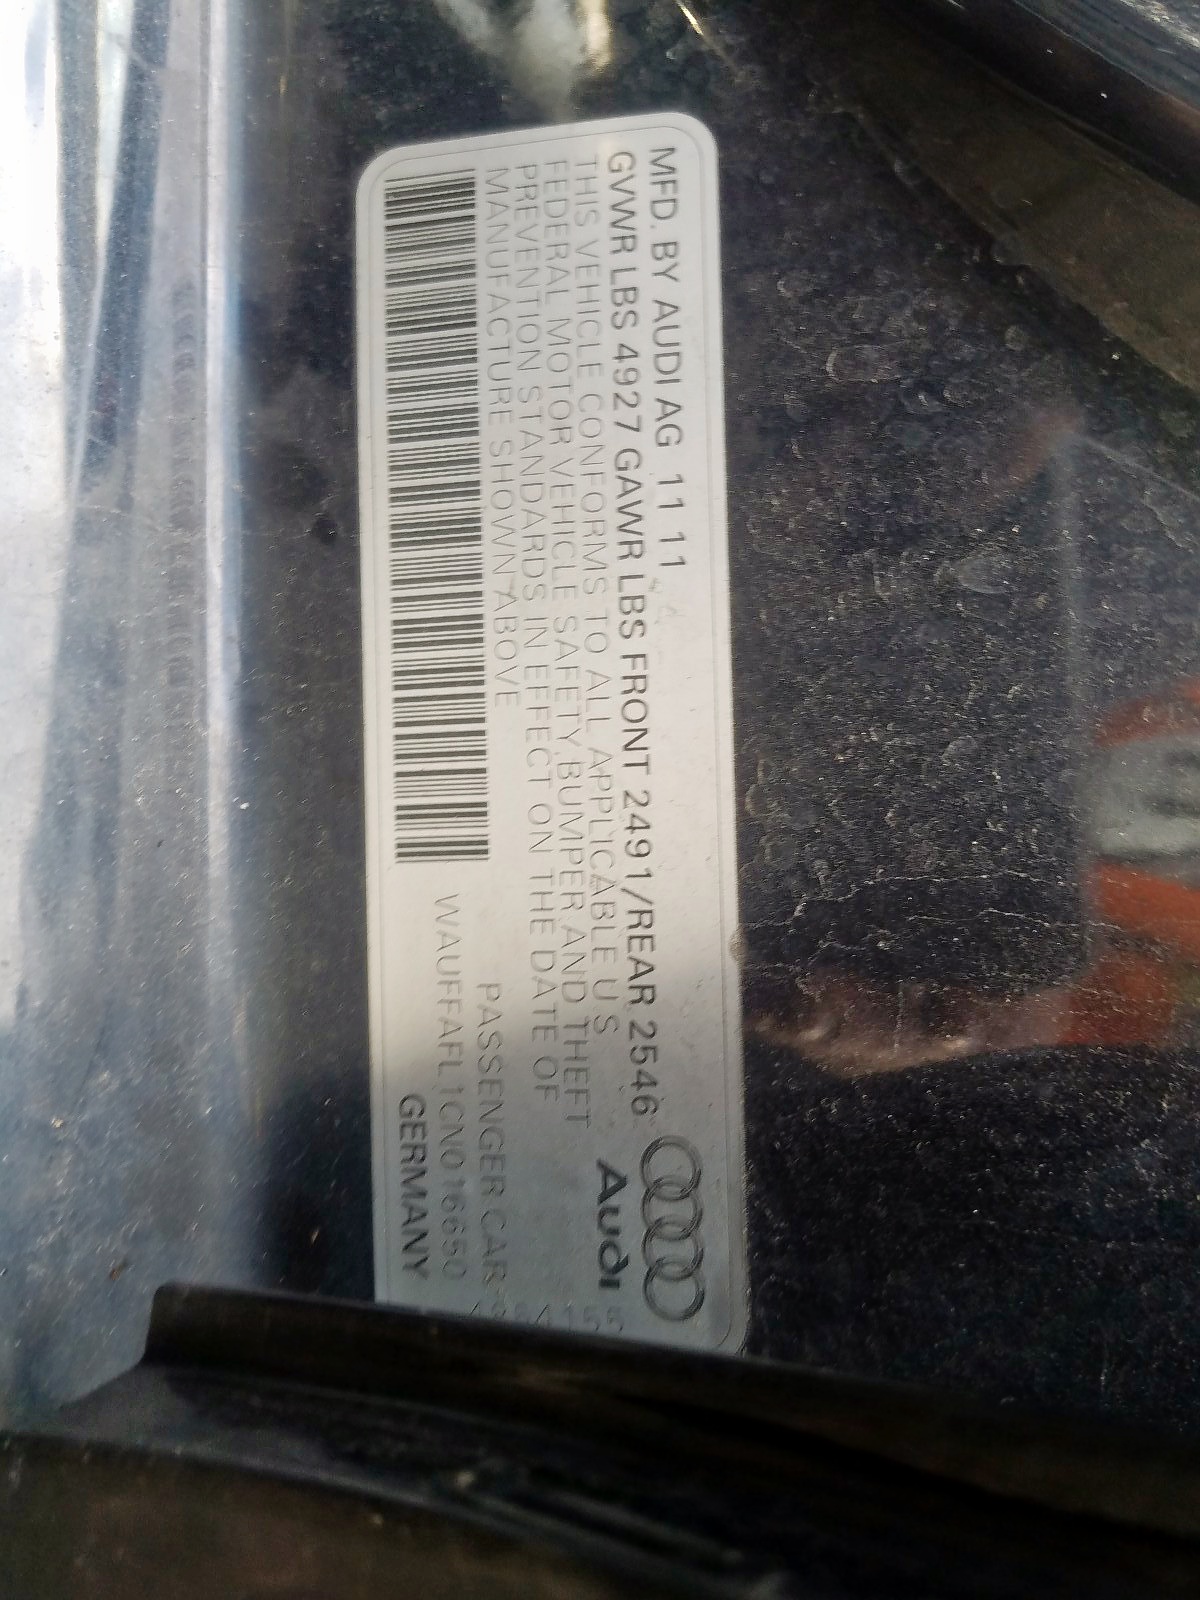 MFD. BY AUDI AG 11 11
GVWR LBS 4927 GAWR LBS FRONT 2491/REAR 2546
THIS VEHICLE CONFORMS TO ALL APPLICABLE U S
FEDERAL MOTOR VEHICLE SAFETY,BUMPER AND THEFT
PREVENTION STANDARDS IN EFFECT ON THE DATE OF
MANUFACTURE SHOWN ABOVE
Audi
PASSENGER CAR
WAUFFAFL1CN016650
GERMANY